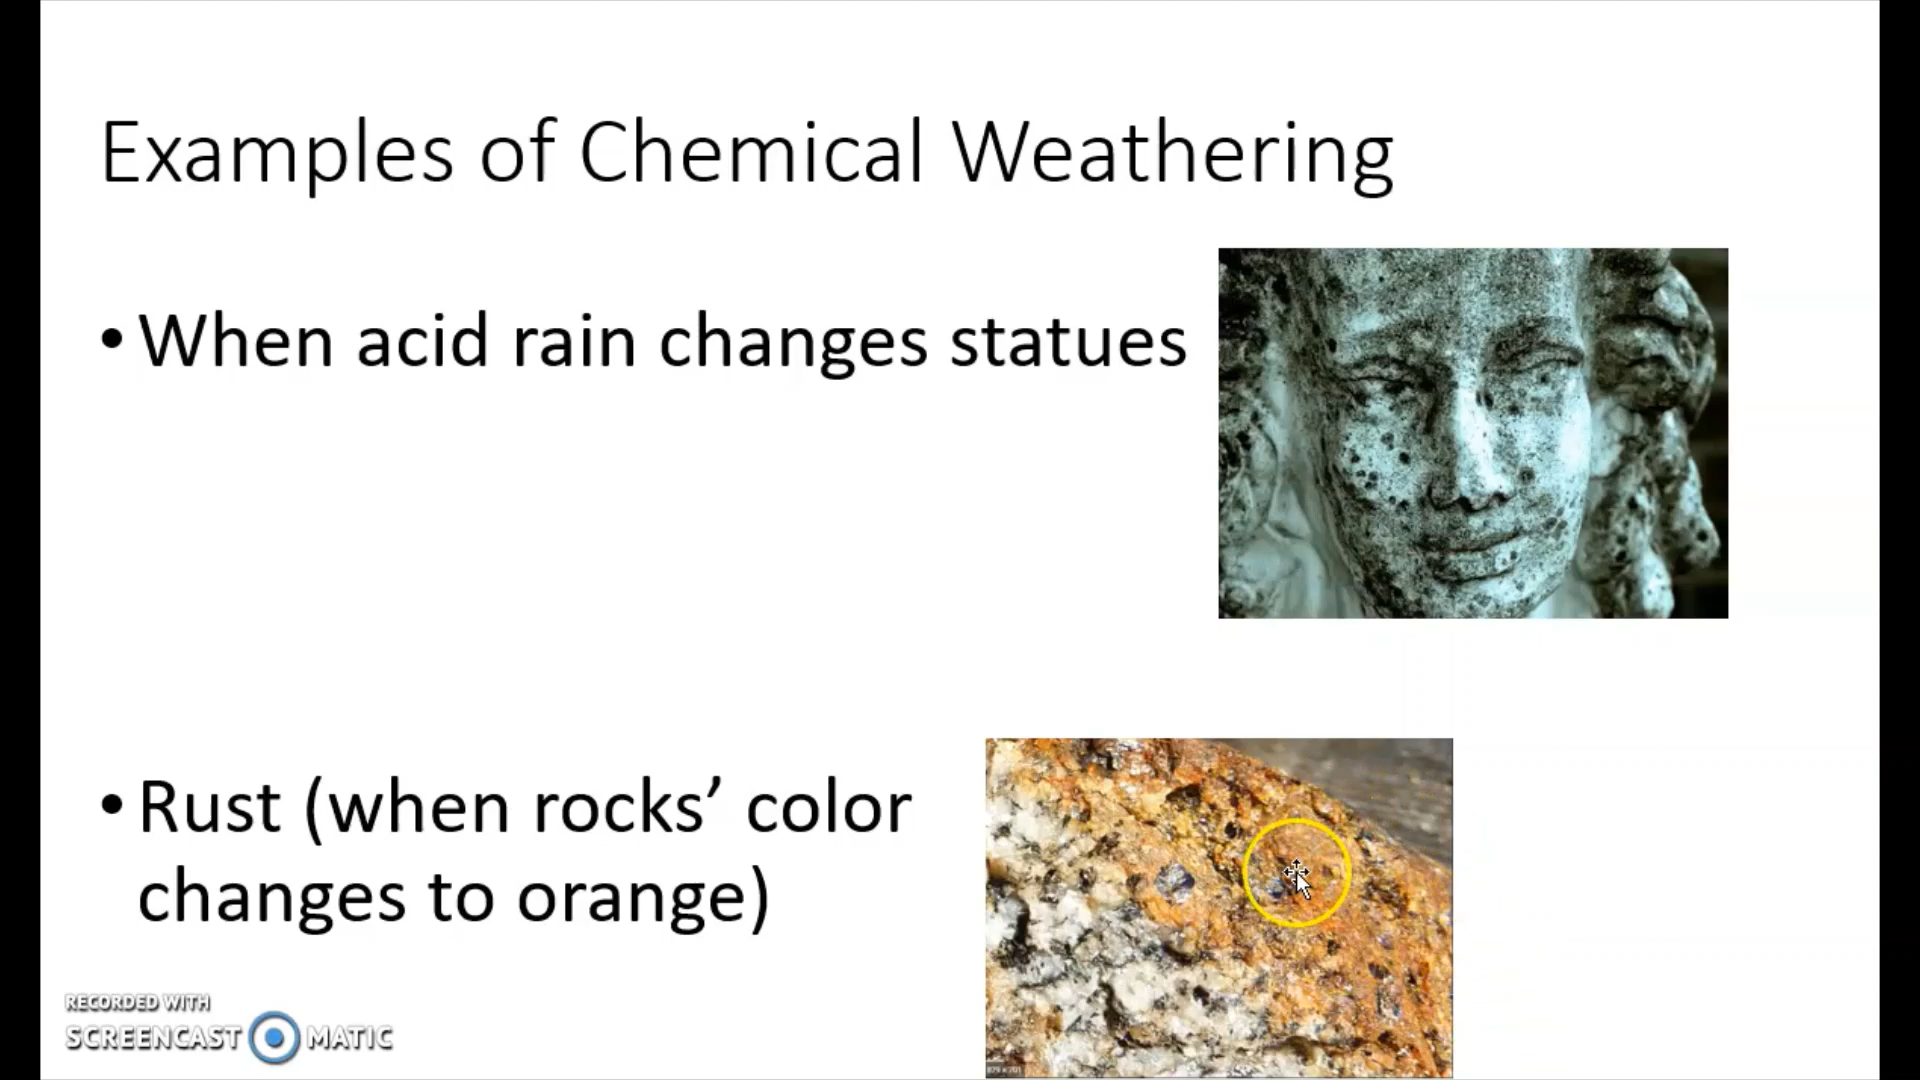 Examples of Chemical Weathering
• When acid rain changes statues
• Rust (when rocks’ color
changes to orange)
RECORDED WITH
SCREENCAST MATIC